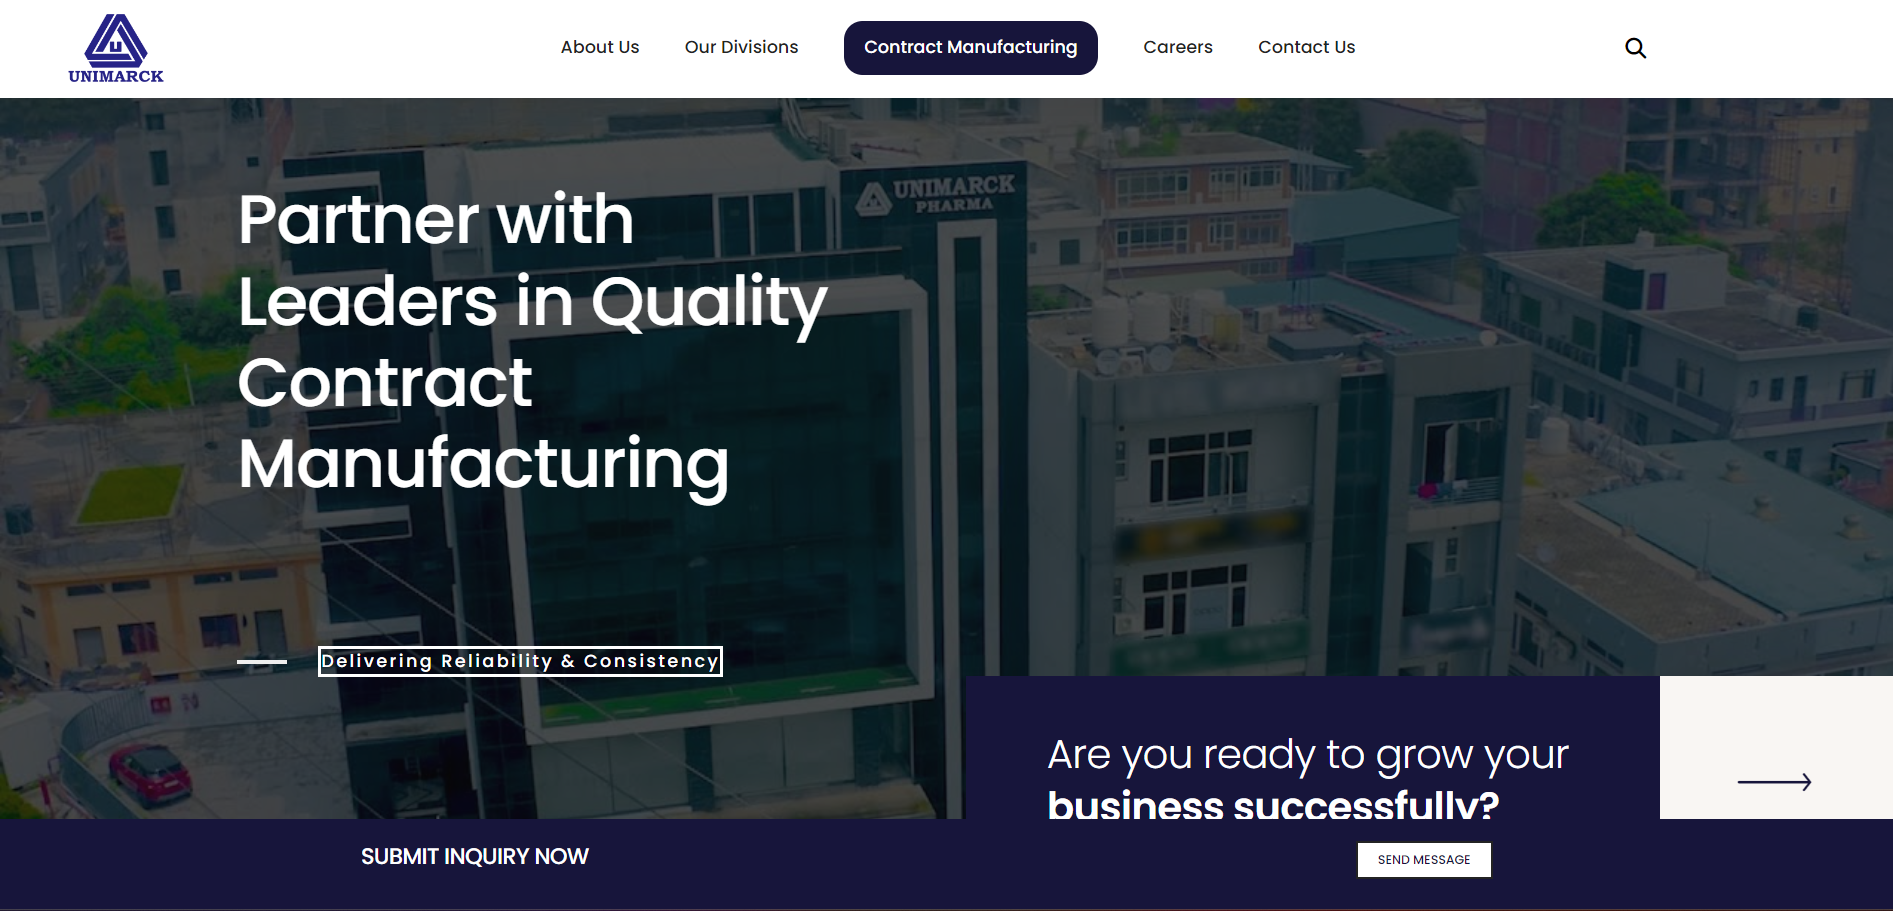 UNIMARCK
About Us
Our Divisions
Contract Manufacturing
Careers
Contact Us
UNIMARCK
PHARMA
Partner with
Leaders in Quality
Contract
Manufacturing
Delivering Reliability & Consistency
Are you ready to grow your
business successfully?
SUBMIT INQUIRY NOW
SEND MESSAGE